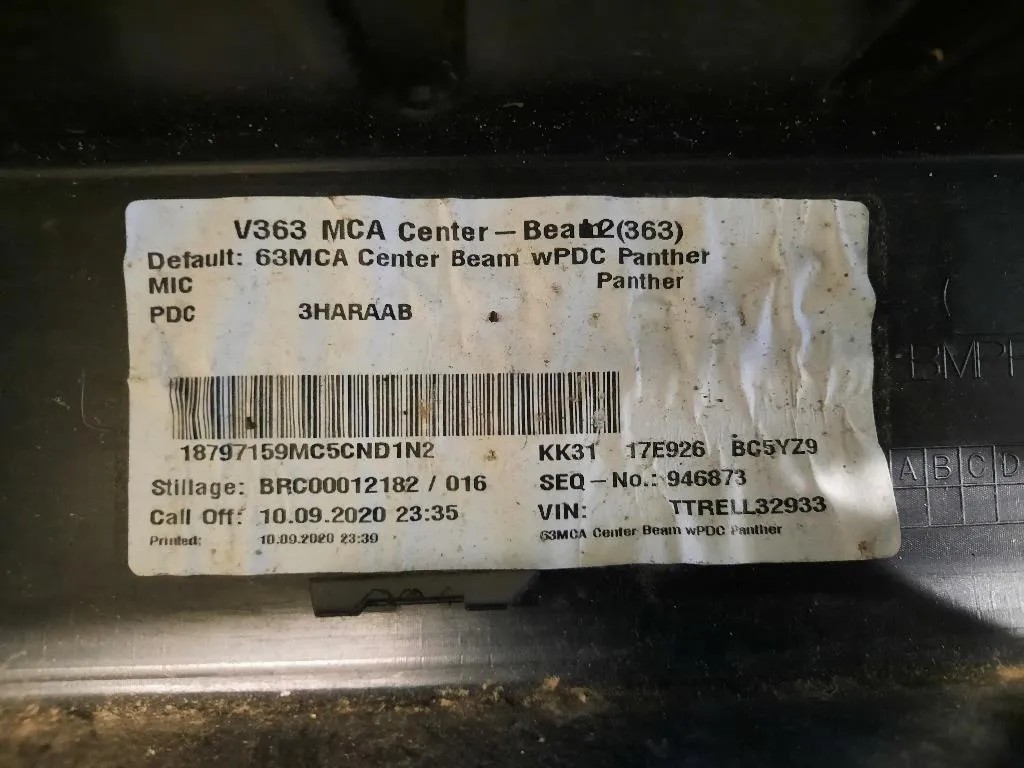 V363 MCA Center-Beam2(363)
Default: 63MCA Center Beam wPDC Panther
MIC Panther
PDC 3HARAAB
18797159MC5CND1N2 KK31 17E926 BC5YZ9
Stillage: BRC00012182 / 016 SEQ-No.: 946873
Call Off: 10.09.2020 23:35 VIN: TTRELL32933
Printed: 10.09.2020 23:39 63MCA Center Beam wPDC Panther
A B C D